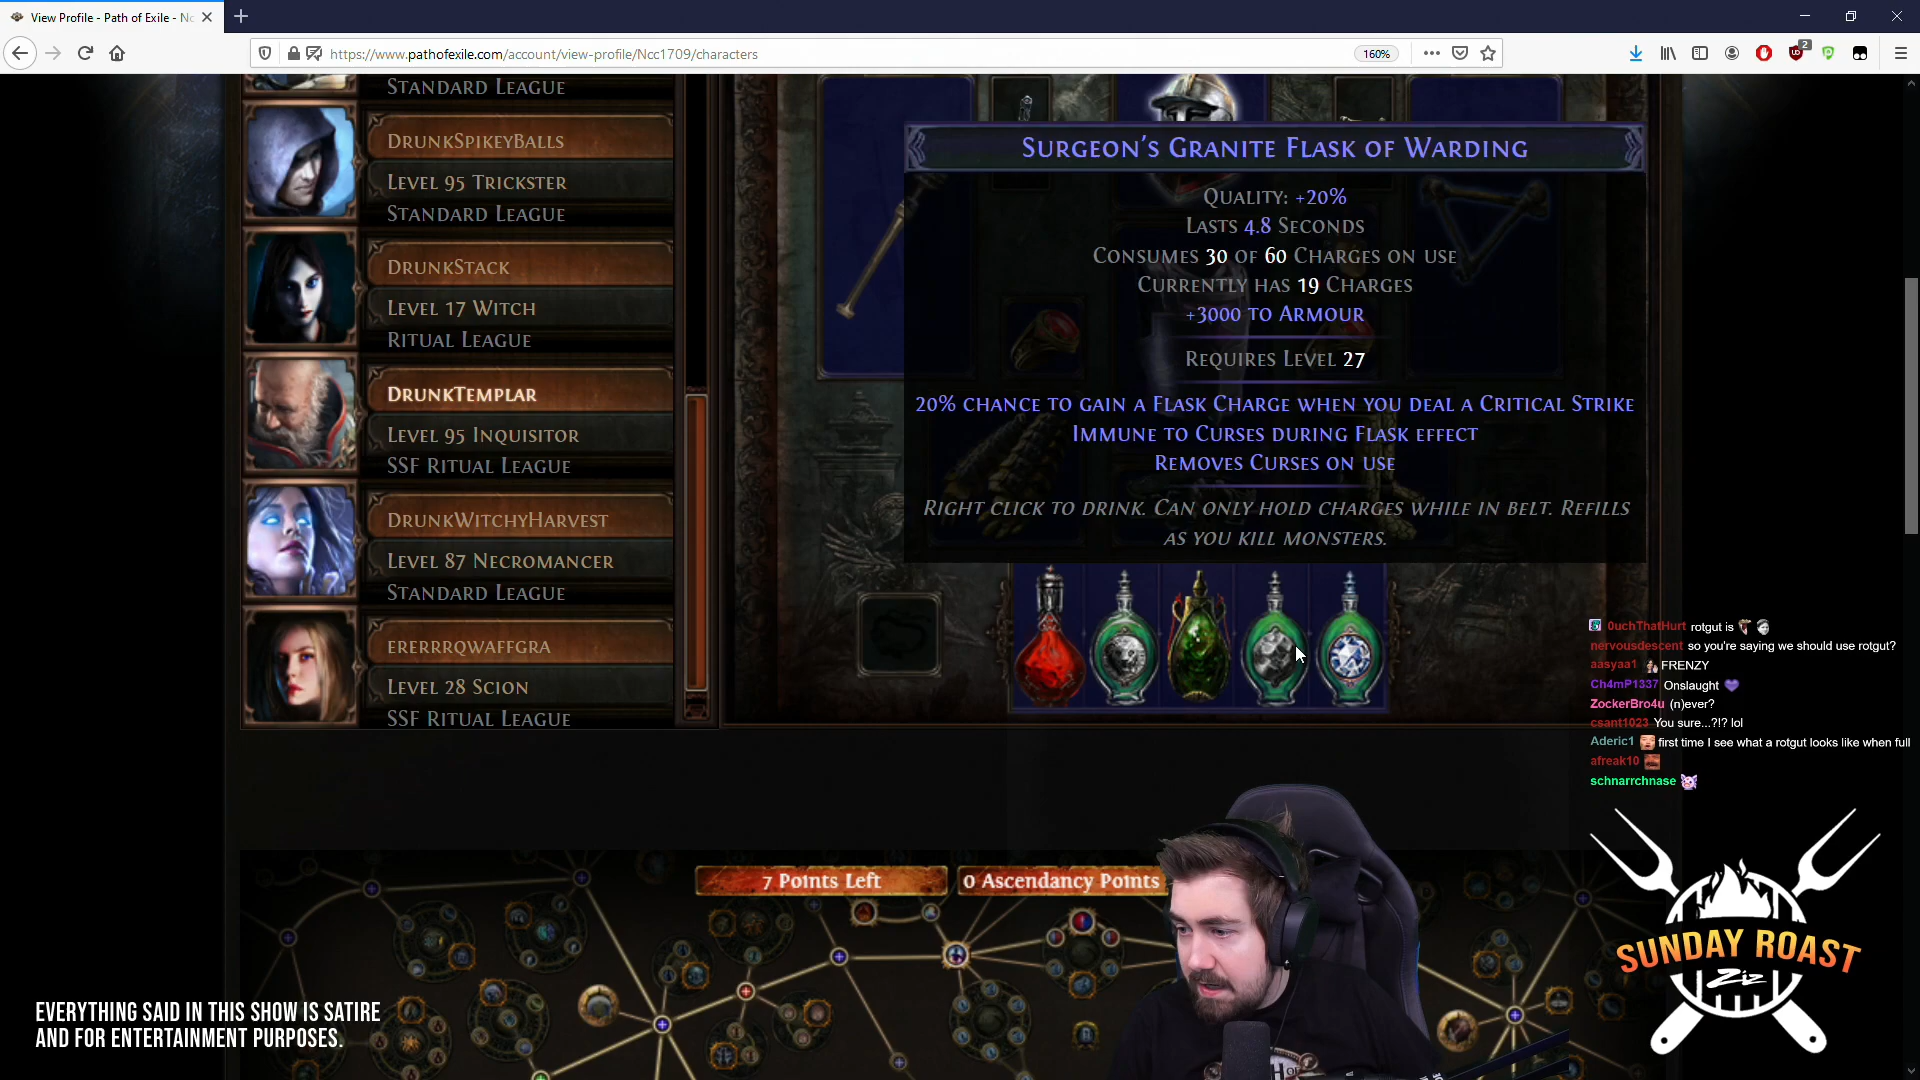 View Profile - Path of Exile - Nc
https://www.pathofexile.com/account/view-profile/Ncc1709/characters
160%
2
Standard League
DrunkSpikeyBalls
Level 95 Trickster
Standard League
DrunkStack
Level 17 Witch
Ritual League
DrunkTemplar
Level 95 Inquisitor
SSF Ritual League
DrunkWitchyHarvest
Level 87 Necromancer
Standard League
ererrrqwaffgra
Level 28 Scion
SSF Ritual League
Surgeon's Granite Flask of Warding
Quality: +20%
Lasts 4.8 Seconds
Consumes 30 of 60 Charges on use
Currently has 19 Charges
+3000 to Armour
Requires Level 27
20% chance to gain a Flask Charge when you deal a Critical Strike
Immune to Curses during Flask effect
Removes Curses on use
Right click to drink. Can only hold charges while in belt. Refills
as you kill monsters.
0uchThatHurt rotgut is
nervousdescent so you're saying we should use rotgut?
aasyaa1 FRENZY
Ch4mP1337 Onslaught
ZockerBro4u (n)ever?
csant1023 You sure...?!? lol
Aderic1 first time I see what a rotgut looks like when full
afreak10
schnarrchnase
7 Points Left
0 Ascendancy Points
SUNDAY ROAST
Ziz
EVERYTHING SAID IN THIS SHOW IS SATIRE
AND FOR ENTERTAINMENT PURPOSES.